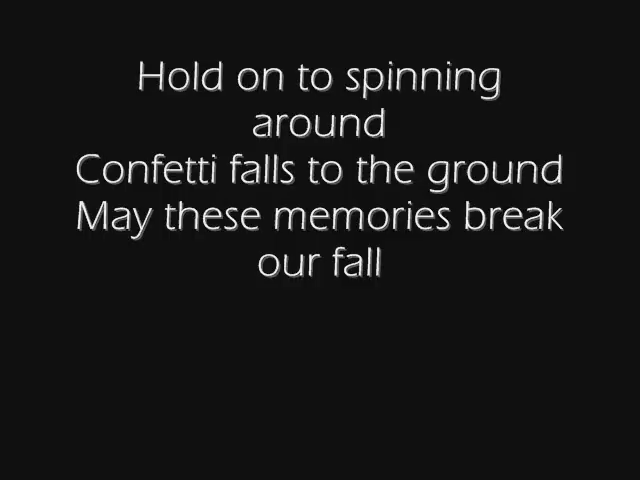 Hold on to spinning
around
Confetti falls to the ground
May these memories break
our fall